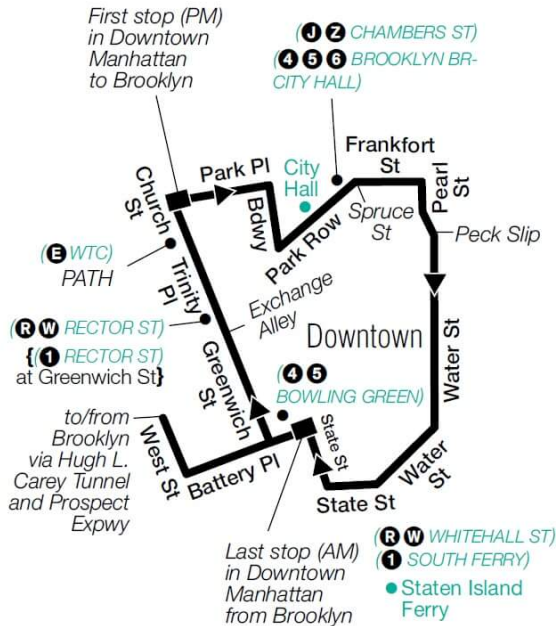 First stop (PM)
in Downtown
Manhattan
to Brooklyn
(J Z CHAMBERS ST)
(4 5 6 BROOKLYN BR-
CITY HALL)
Park Pl
City
Hall
Frankfort
St
Pearl
St
Church
St
Bdwy
Park Row
Spruce
St
Peck Slip
(E WTC)
PATH
Trinity
Pl
Exchange
Alley
(R W RECTOR ST)
{(1 RECTOR ST)
at Greenwich St}
Downtown
Water St
Greenwich
St
(4 5
BOWLING GREEN)
to/from
Brooklyn
via Hugh L.
Carey Tunnel
and Prospect
Expwy
West St
Battery Pl
State St
State St
Water
St
Last stop (AM)
in Downtown
Manhattan
from Brooklyn
(R W WHITEHALL ST)
(1 SOUTH FERRY)
Staten Island
Ferry